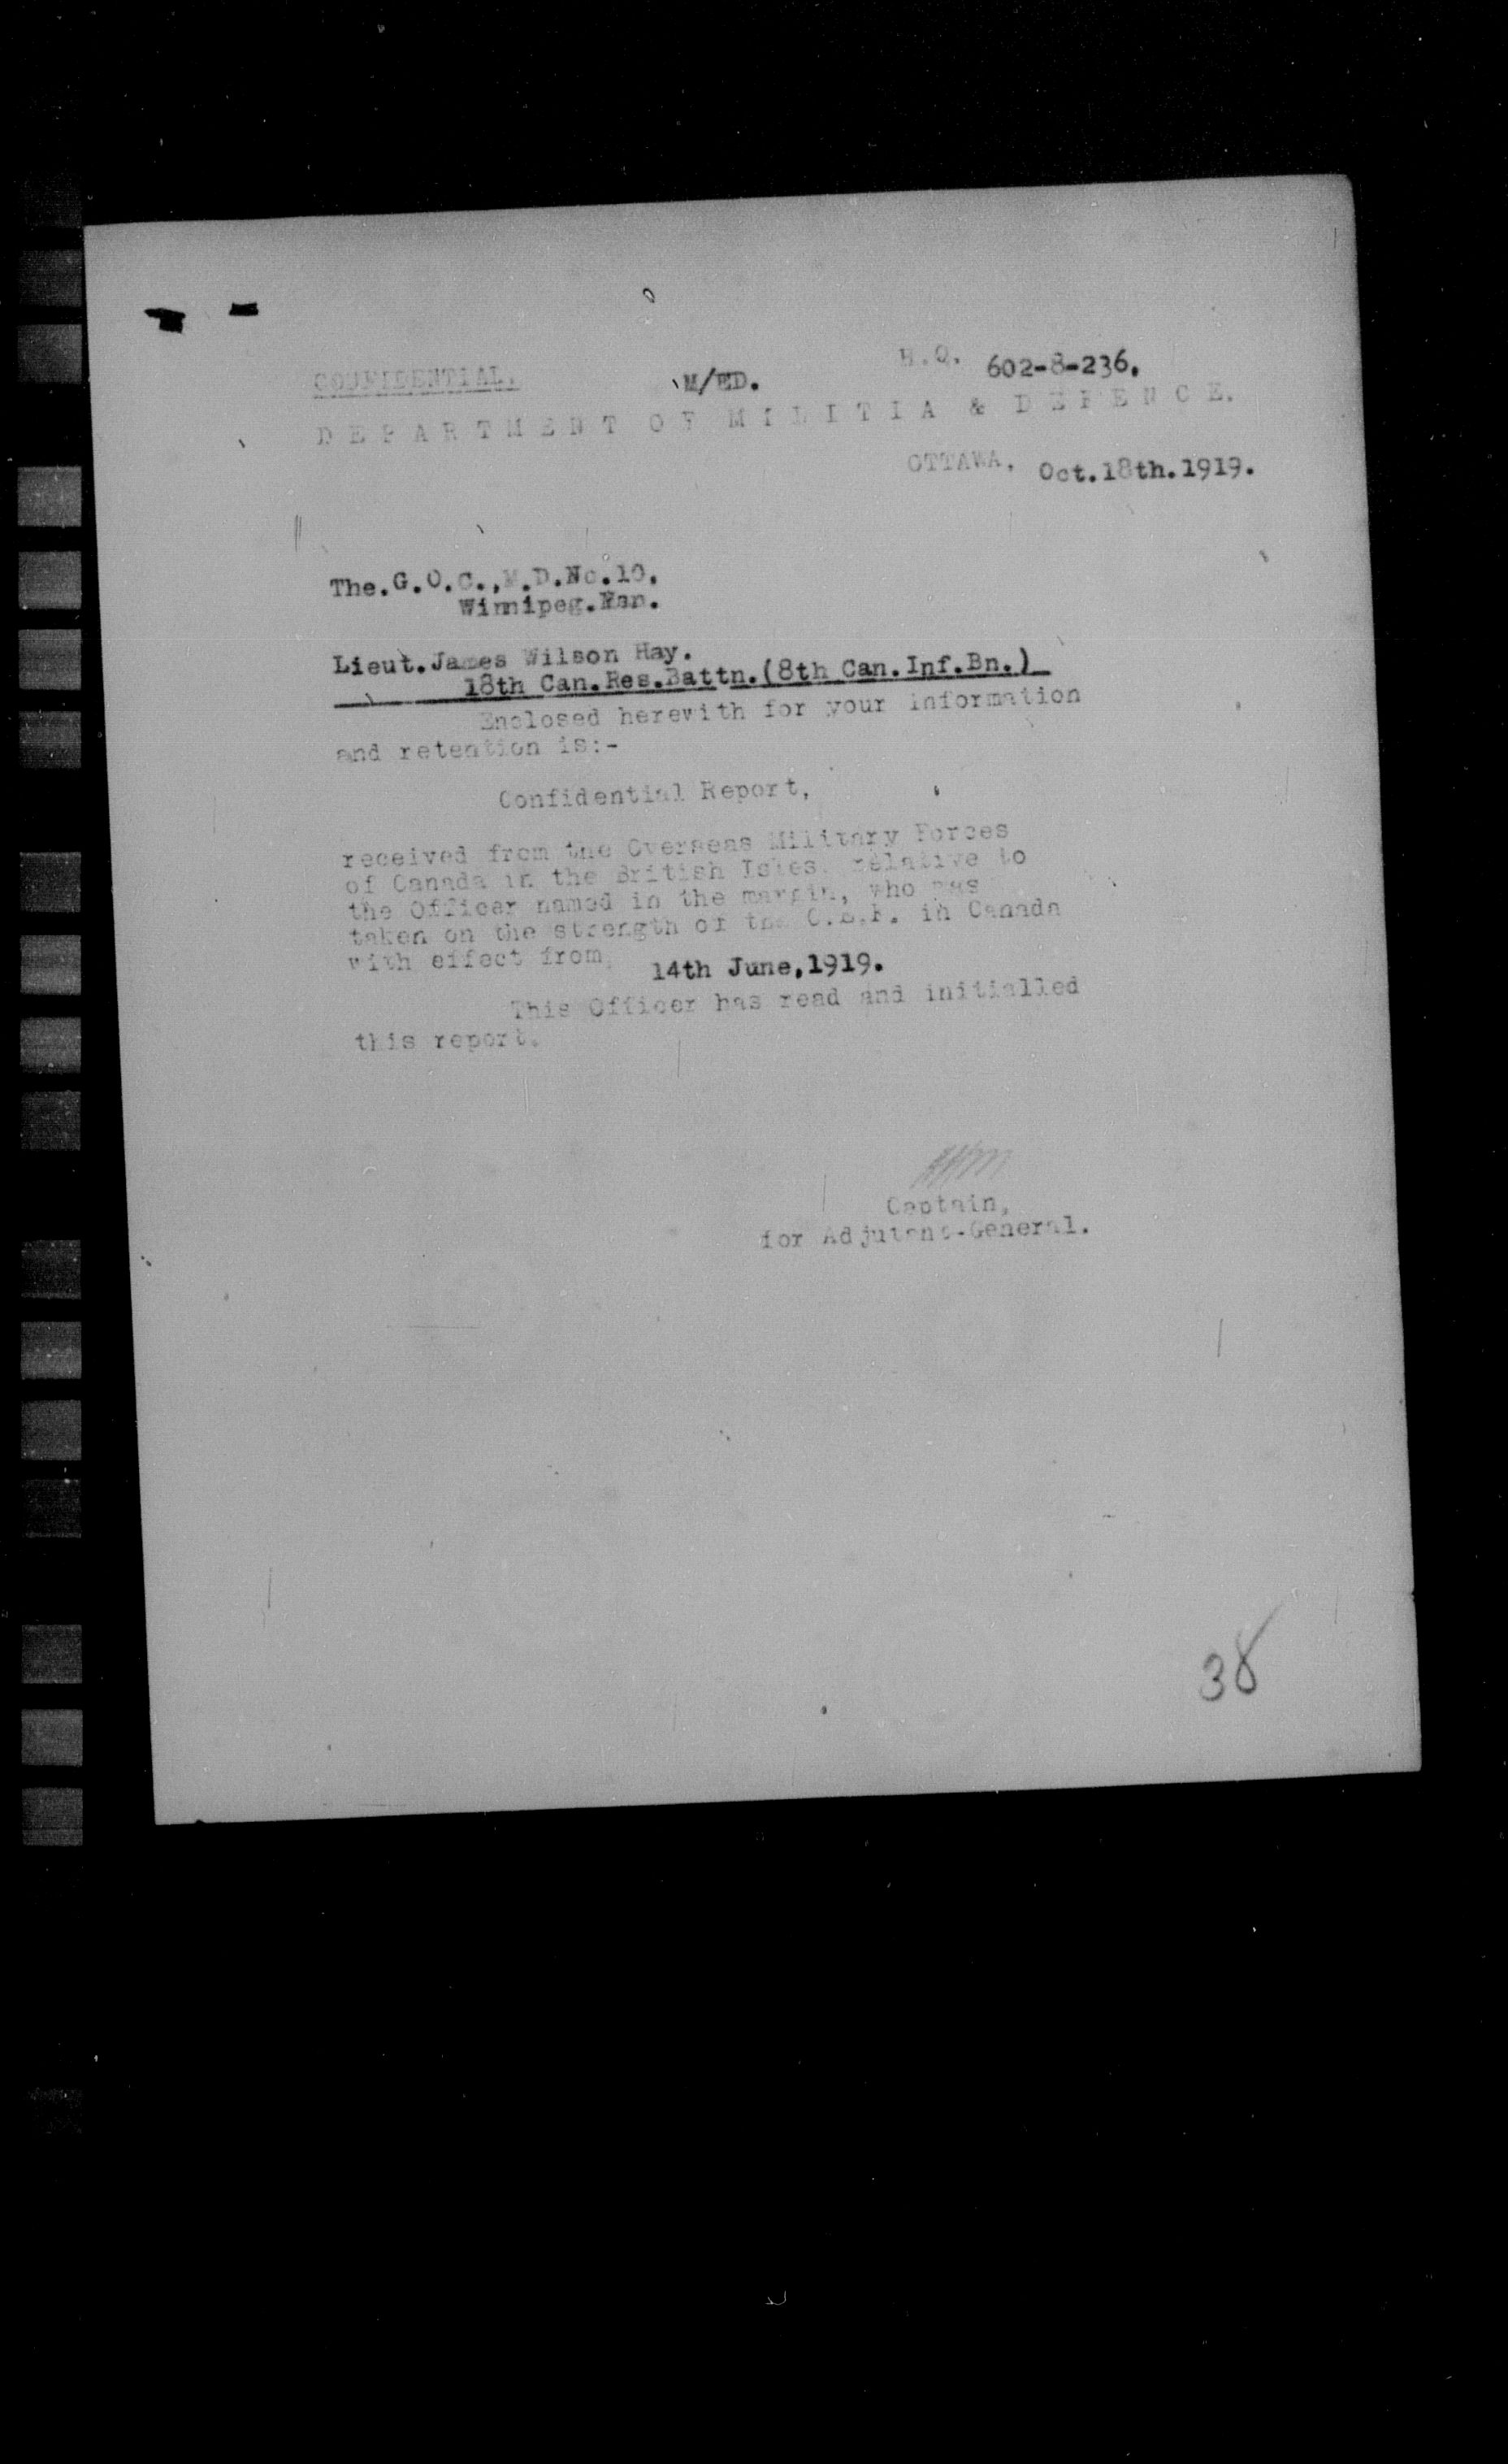 H.Q. 602-8-236.
CONFIDENTIAL. M/ED.
DEPARTMENT OF MILITIA & DEFENCE.
OTTAWA, Oct.18th.1919.
The.G.O.C.,M.D.No.10.
Winnipeg.Man.
Lieut.James Wilson Hay.
18th Can.Res.Battn.(8th Can.Inf.Bn.)
Enclosed herewith for your information
and retention is:-
Confidential Report,
received from the Overseas Military Forces
of Canada in the British Isles, relative to
the Officer named in the margin, who was
taken on the strength of the C.E.F. in Canada
with effect from 14th June,1919.
This Officer has read and initialled
this report.
Captain,
for Adjutant-General.
38